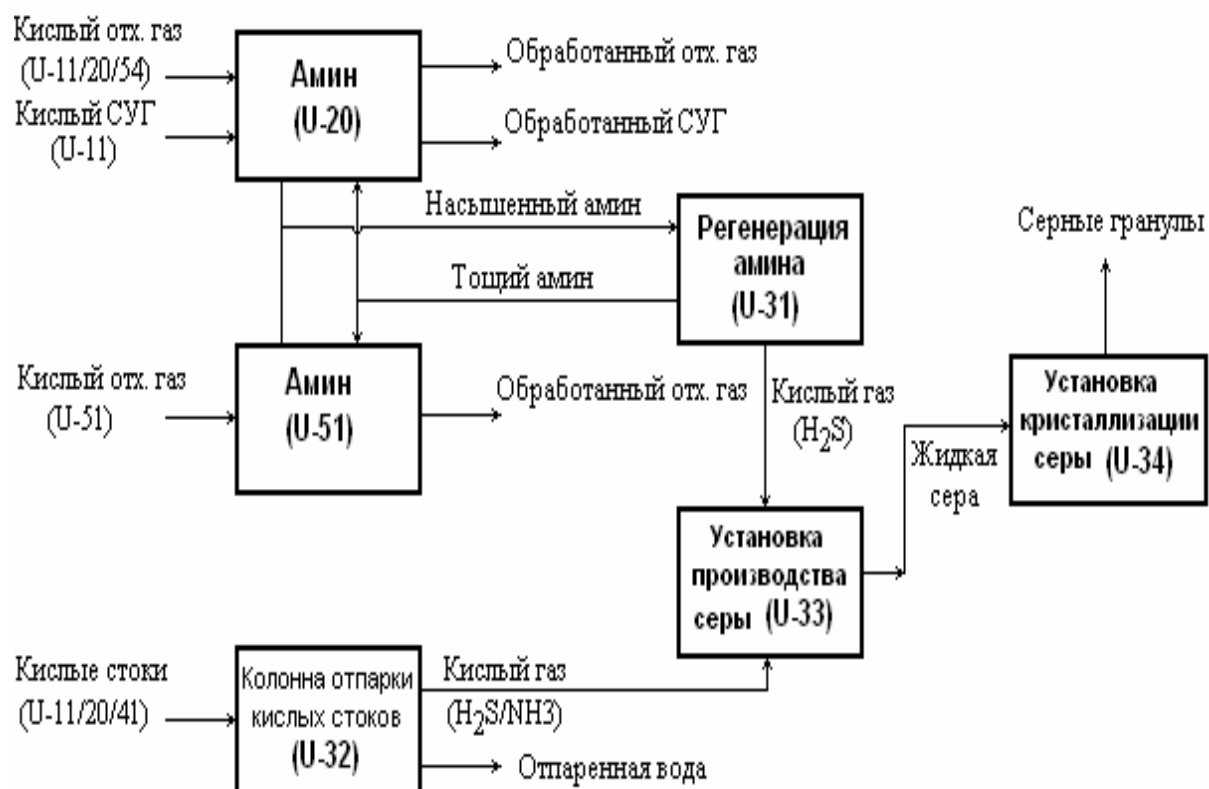 Кислый отх. газ
(U-11/20/54)
Кислый СУГ
(U-11)
Амин
(U-20)
Обработанный отх. газ
Обработанный СУГ
Насышенный амин
Тощий амин
Регенерация
амина
(U-31)
Серные гранулы
Кислый отх. газ
(U-51)
Амин
(U-51)
Обработанный отх. газ
Кислый газ
(H2S)
Установка
кристаллизации
серы (U-34)
Жидкая
сера
Установка
производства
серы (U-33)
Кислые стоки
(U-11/20/41)
Колонна отпарки
кислых стоков
(U-32)
Кислый газ
(H2S/NH3)
Отпаренная вода